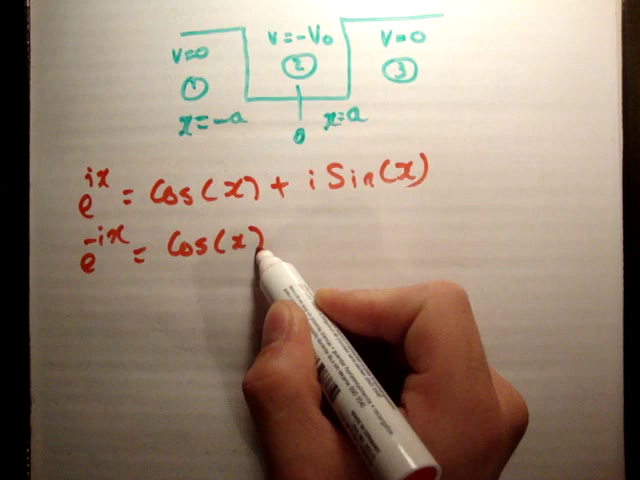 v=0 v=-V0 v=0
1 2 3
x=-a 0 x=a
e^ix = Cos(x) + i Sin(x)
e^-ix = Cos(x)